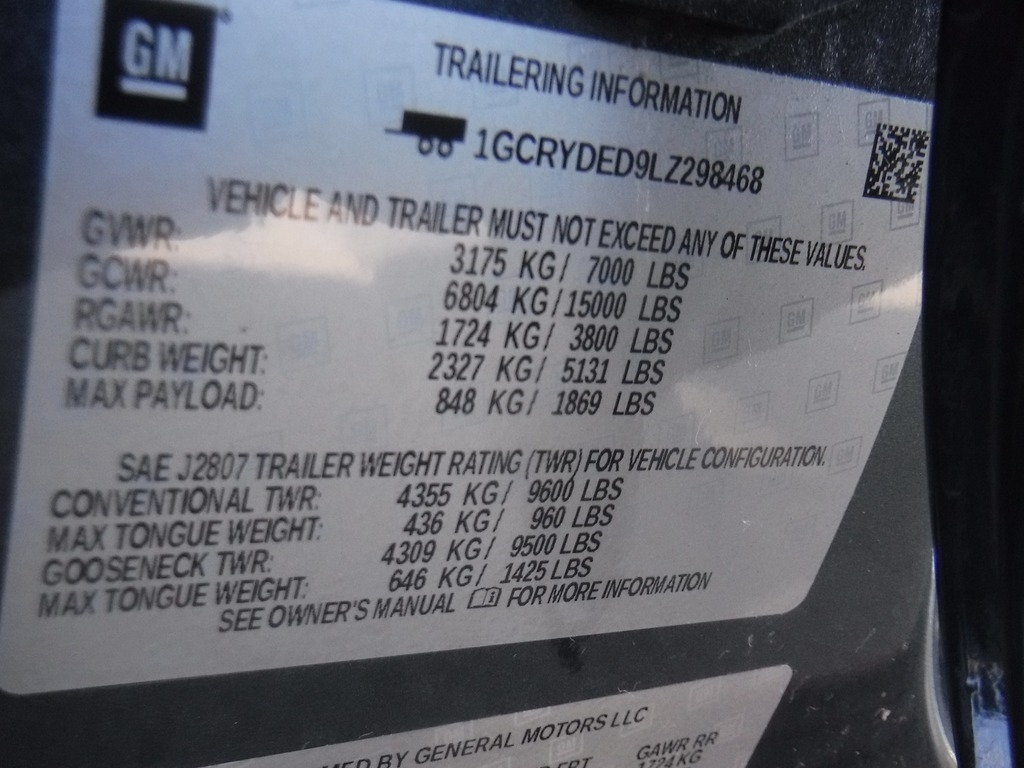 GM
TRAILERING INFORMATION
1GCRYDED9LZ298468
VEHICLE AND TRAILER MUST NOT EXCEED ANY OF THESE VALUES.
GVWR: 3175 KG/ 7000 LBS
GCWR: 6804 KG/15000 LBS
RGAWR: 1724 KG/ 3800 LBS
CURB WEIGHT: 2327 KG/ 5131 LBS
MAX PAYLOAD: 848 KG/ 1869 LBS
SAE J2807 TRAILER WEIGHT RATING (TWR) FOR VEHICLE CONFIGURATION.
CONVENTIONAL TWR: 4355 KG/ 9600 LBS
MAX TONGUE WEIGHT: 436 KG/ 960 LBS
GOOSENECK TWR: 4309 KG/ 9500 LBS
MAX TONGUE WEIGHT: 646 KG/ 1425 LBS
SEE OWNER'S MANUAL FOR MORE INFORMATION
BY GENERAL MOTORS LLC
GAWR RR
1724 KG